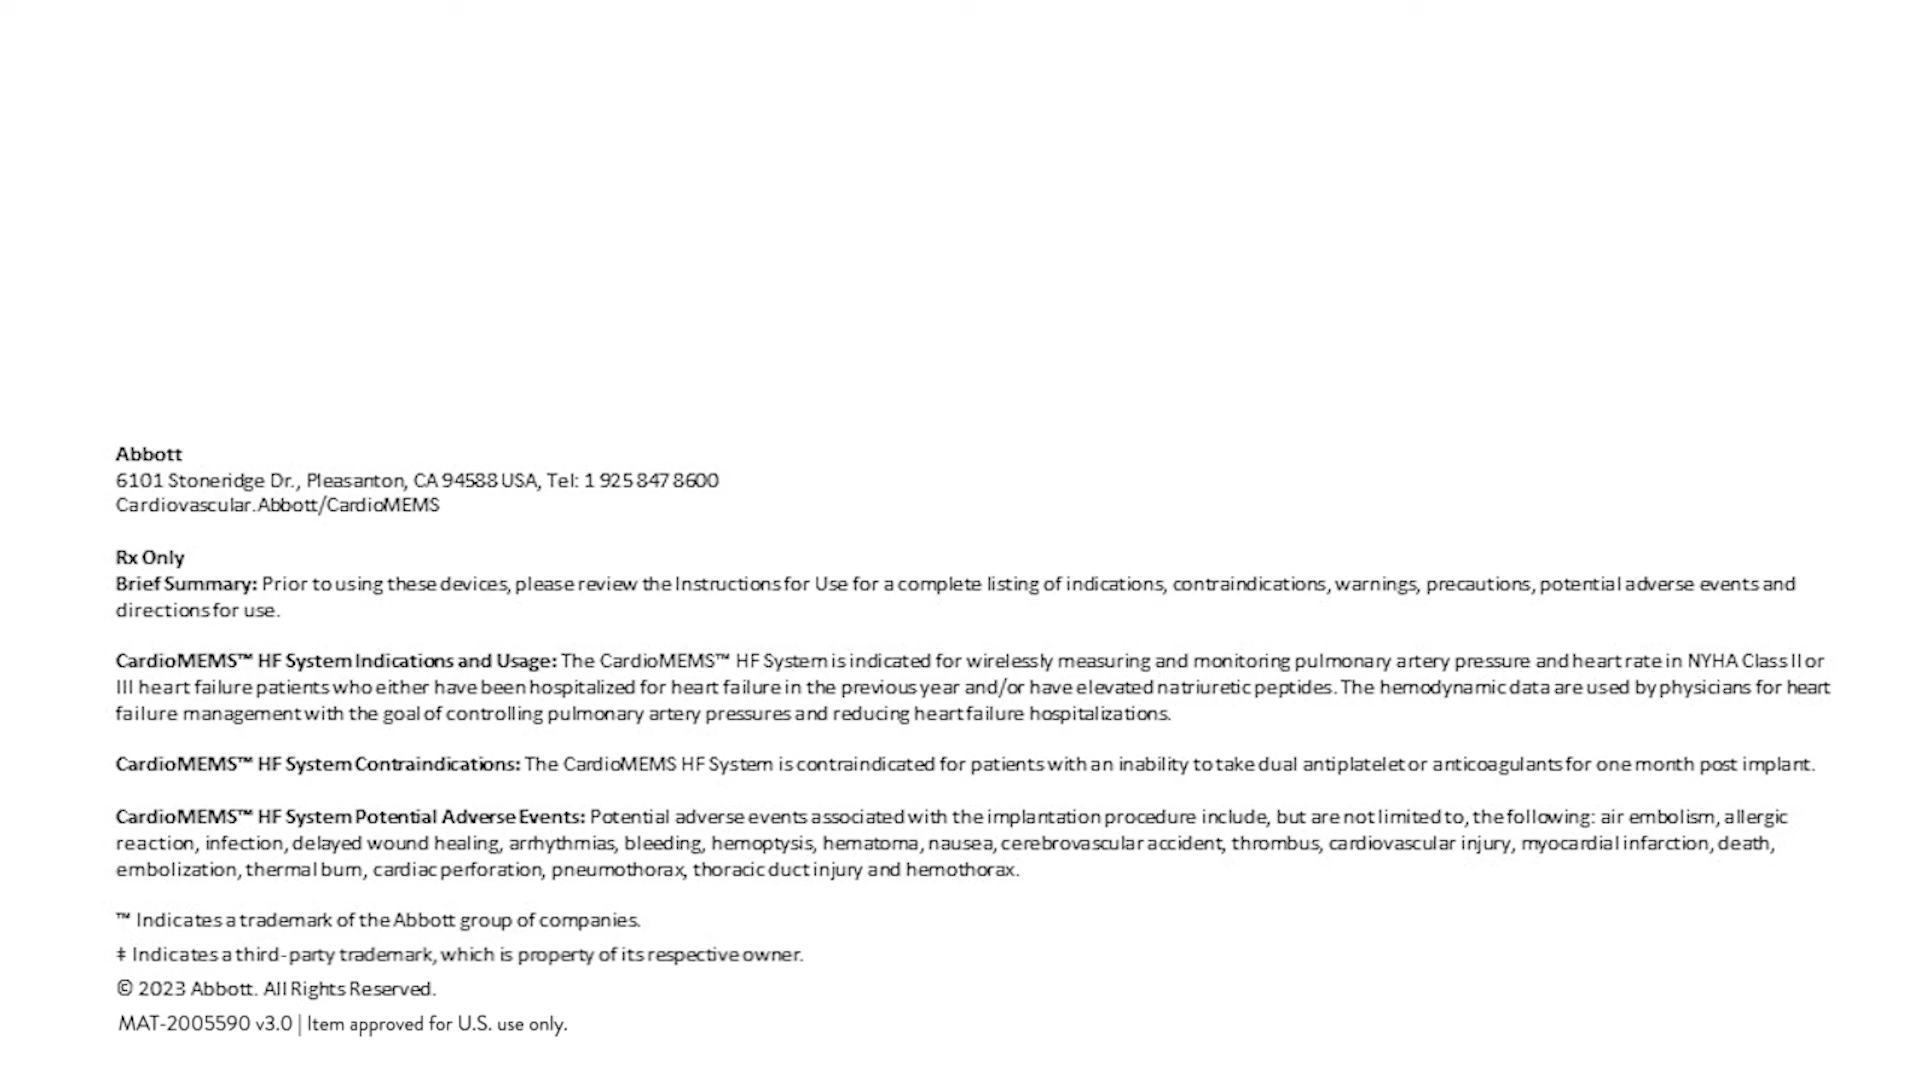 Abbott
6101 Stoneridge Dr., Pleasanton, CA 94588 USA, Tel: 1 925 847 8600
Cardiovascular.Abbott/CardioMEMS
Rx Only
Brief Summary: Prior to using these devices, please review the Instructions for Use for a complete listing of indications, contraindications, warnings, precautions, potential adverse events and
directions for use.
CardioMEMS™ HF System Indications and Usage: The CardioMEMS™ HF System is indicated for wirelessly measuring and monitoring pulmonary artery pressure and heart rate in NYHA Class II or
III heart failure patients who either have been hospitalized for heart failure in the previous year and/or have elevated natriuretic peptides. The hemodynamic data are used by physicians for heart
failure management with the goal of controlling pulmonary artery pressures and reducing heart failure hospitalizations.
CardioMEMS™ HF System Contraindications: The CardioMEMS HF System is contraindicated for patients with an inability to take dual antiplatelet or anticoagulants for one month post implant.
CardioMEMS™ HF System Potential Adverse Events: Potential adverse events associated with the implantation procedure include, but are not limited to, the following: air embolism, allergic
reaction, infection, delayed wound healing, arrhythmias, bleeding, hemoptysis, hematoma, nausea, cerebrovascular accident, thrombus, cardiovascular injury, myocardial infarction, death,
embolization, thermal burn, cardiac perforation, pneumothorax, thoracic duct injury and hemothorax.
™ Indicates a trademark of the Abbott group of companies.
‡ Indicates a third-party trademark, which is property of its respective owner.
© 2023 Abbott. All Rights Reserved.
MAT-2005590 v3.0 | Item approved for U.S. use only.